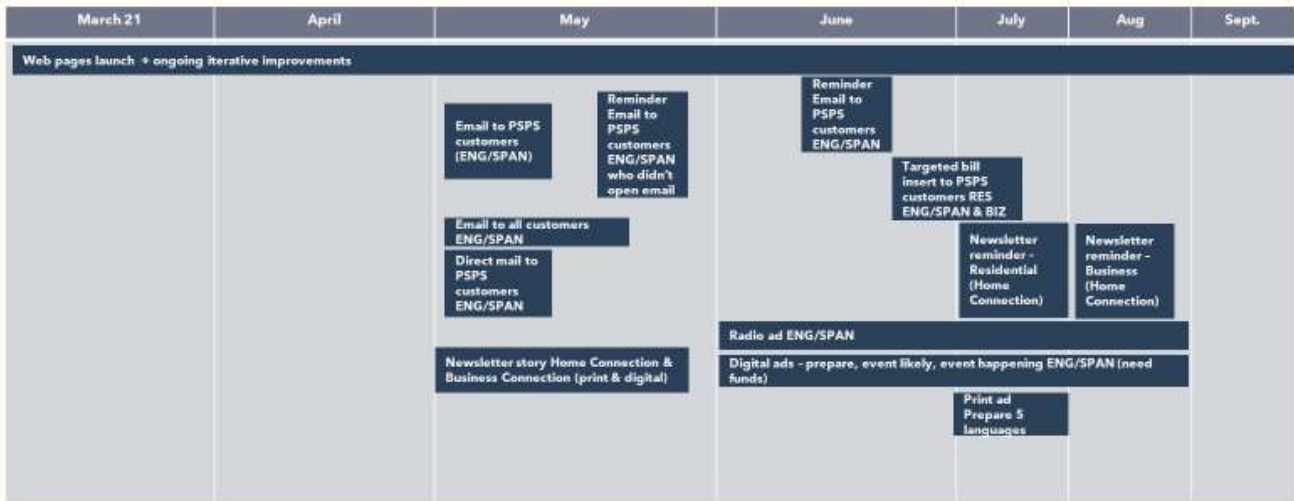 March 21
April
May
June
July
Aug
Sept.
Web pages launch + ongoing iterative improvements
Email to PSPS
customers
(ENG/SPAN)
Reminder
Email to
PSPS
customers
ENG/SPAN
who didn't
open email
Reminder
Email to
PSPS
customers
ENG/SPAN
Targeted bill
insert to PSPS
customers RES
ENG/SPAN & BIZ
Email to all customers
ENG/SPAN
Direct mail to
PSPS
customers
ENG/SPAN
Newsletter
reminder -
Residential
(Home
Connection)
Newsletter
reminder –
Business
(Home
Connection)
Radio ad ENG/SPAN
Newsletter story Home Connection &
Business Connection (print & digital)
Digital ads – prepare, event likely, event happening ENG/SPAN (need
funds)
Print ad
Prepare 5
languages